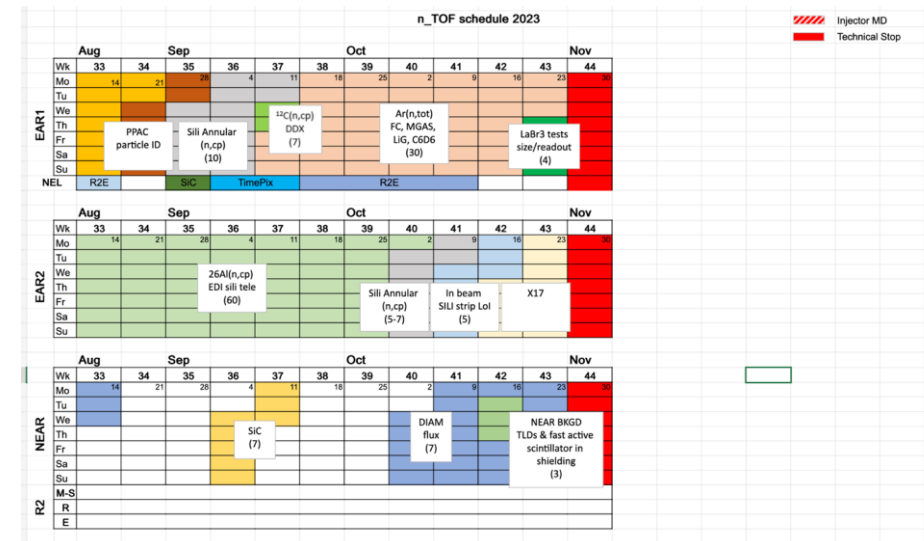 n_TOF schedule 2023
Injector MD
Technical Stop
Aug Sep Oct Nov
Wk 33 34 35 36 37 38 39 40 41 42 43 44
Mo 14 21 28 4 11 18 25 2 9 16 23 30
Tu
We
Th
Fr
Sa
Su
EAR1
PPAC
particle ID
Sili Annular
(n,cp)
(10)
¹²C(n,cp)
DDX
(7)
Ar(n,tot)
FC, MGAS,
LiG, C6D6
(30)
LaBr3 tests
size/readout
(4)
NEL R2E SiC TimePix R2E
Aug Sep Oct Nov
Wk 33 34 35 36 37 38 39 40 41 42 43 44
Mo 14 21 28 4 11 18 25 2 9 16 23 30
Tu
We
Th
Fr
Sa
Su
EAR2
26Al(n,cp)
EDI sili tele
(60)
Sili Annular
(n,cp)
(5-7)
In beam
SILI strip LoI
(5)
X17
Aug Sep Oct Nov
Wk 33 34 35 36 37 38 39 40 41 42 43 44
Mo 14 21 28 4 11 18 25 2 9 16 23 30
Tu
We
Th
Fr
Sa
Su
NEAR
SiC
(7)
DIAM
flux
(7)
NEAR BKGD
TLDs & fast active
scintillator in
shielding
(3)
R2
M-S
R
E